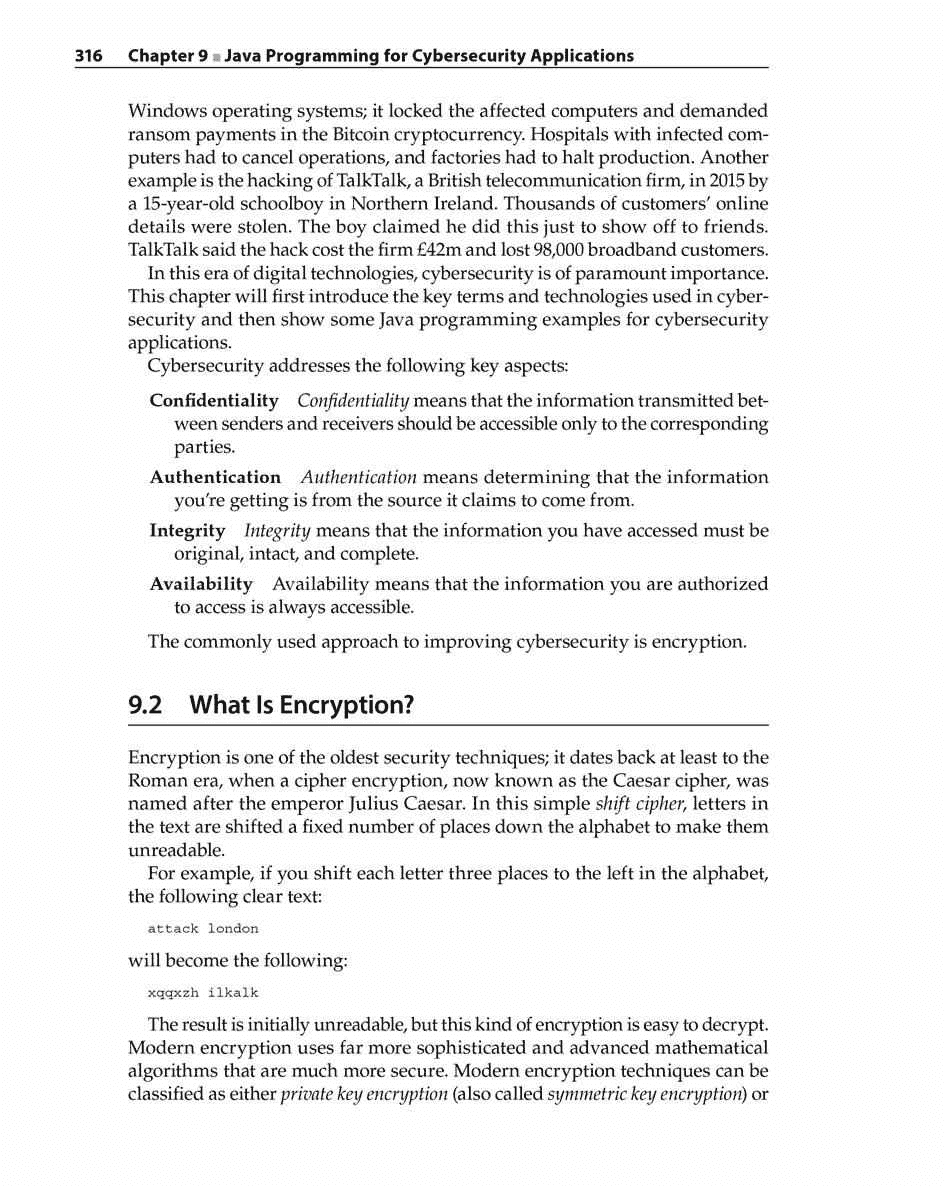 316 Chapter 9 ■ Java Programming for Cybersecurity Applications
Windows operating systems; it locked the affected computers and demanded
ransom payments in the Bitcoin cryptocurrency. Hospitals with infected com-
puters had to cancel operations, and factories had to halt production. Another
example is the hacking of TalkTalk, a British telecommunication firm, in 2015 by
a 15-year-old schoolboy in Northern Ireland. Thousands of customers' online
details were stolen. The boy claimed he did this just to show off to friends.
TalkTalk said the hack cost the firm £42m and lost 98,000 broadband customers.
In this era of digital technologies, cybersecurity is of paramount importance.
This chapter will first introduce the key terms and technologies used in cyber-
security and then show some Java programming examples for cybersecurity
applications.
Cybersecurity addresses the following key aspects:
Confidentiality Confidentiality means that the information transmitted bet-
ween senders and receivers should be accessible only to the corresponding
parties.
Authentication Authentication means determining that the information
you're getting is from the source it claims to come from.
Integrity Integrity means that the information you have accessed must be
original, intact, and complete.
Availability Availability means that the information you are authorized
to access is always accessible.
The commonly used approach to improving cybersecurity is encryption.
9.2 What Is Encryption?
Encryption is one of the oldest security techniques; it dates back at least to the
Roman era, when a cipher encryption, now known as the Caesar cipher, was
named after the emperor Julius Caesar. In this simple shift cipher, letters in
the text are shifted a fixed number of places down the alphabet to make them
unreadable.
For example, if you shift each letter three places to the left in the alphabet,
the following clear text:
attack london
will become the following:
xqqxzh ilkalk
The result is initially unreadable, but this kind of encryption is easy to decrypt.
Modern encryption uses far more sophisticated and advanced mathematical
algorithms that are much more secure. Modern encryption techniques can be
classified as either private key encryption (also called symmetric key encryption) or